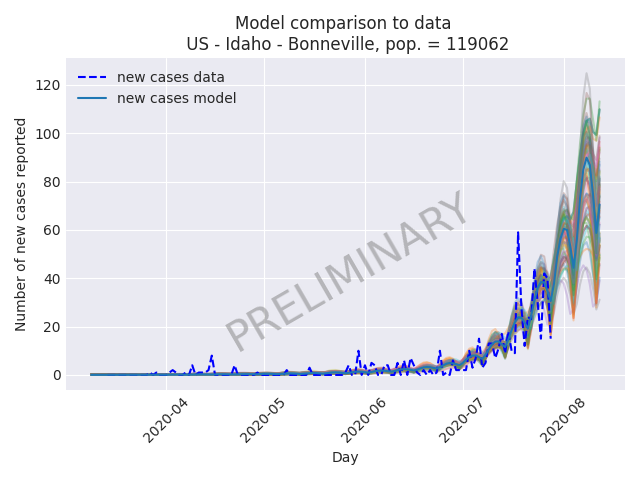 Model comparison to data
US - Idaho - Bonneville, pop. = 119062
new cases data
new cases model
PRELIMINARY
Number of new cases reported
120
100
80
60
40
20
0
2020-04
2020-05
2020-06
2020-07
2020-08
Day